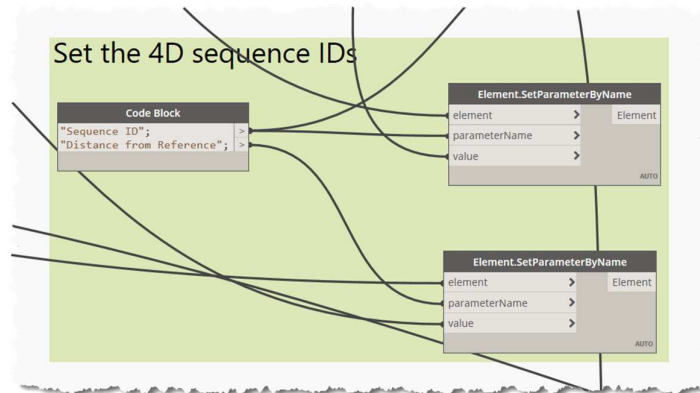 Set the 4D sequence IDs
Code Block
"Sequence ID"; >
"Distance from Reference"; >
Element.SetParameterByName
element > Element
parameterName >
value >
AUTO
Element.SetParameterByName
element > Element
parameterName >
value >
AUTO